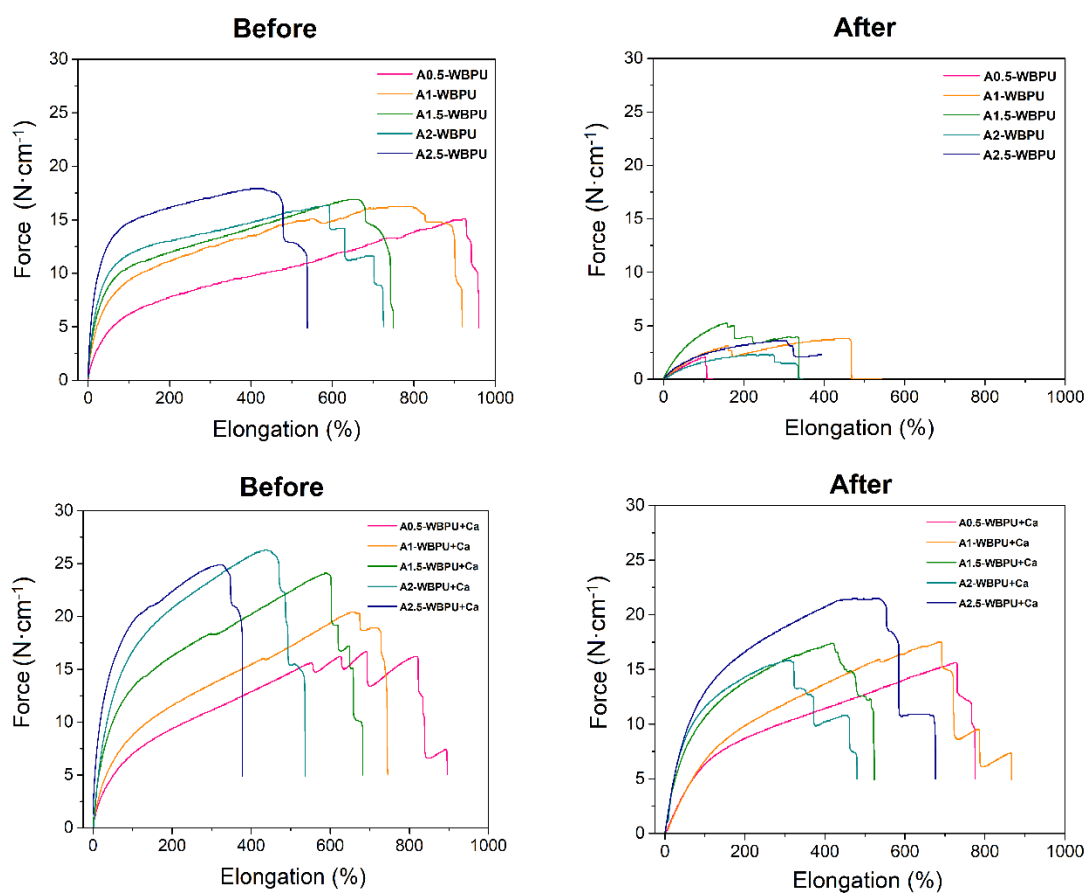 Before
30
25
20
15
10
5
0
Force (N·cm⁻¹)
A0.5-WBPU
A1-WBPU
A1.5-WBPU
A2-WBPU
A2.5-WBPU
0 200 400 600 800 1000
Elongation (%)
After
30
25
20
15
10
5
0
Force (N·cm⁻¹)
A0.5-WBPU
A1-WBPU
A1.5-WBPU
A2-WBPU
A2.5-WBPU
0 200 400 600 800 1000
Elongation (%)
Before
30
25
20
15
10
5
0
Force (N·cm⁻¹)
A0.5-WBPU+Ca
A1-WBPU+Ca
A1.5-WBPU+Ca
A2-WBPU+Ca
A2.5-WBPU+Ca
0 200 400 600 800 1000
Elongation (%)
After
30
25
20
15
10
5
0
Force (N·cm⁻¹)
A0.5-WBPU+Ca
A1-WBPU+Ca
A1.5-WBPU+Ca
A2-WBPU+Ca
A2.5-WBPU+Ca
0 200 400 600 800 1000
Elongation (%)